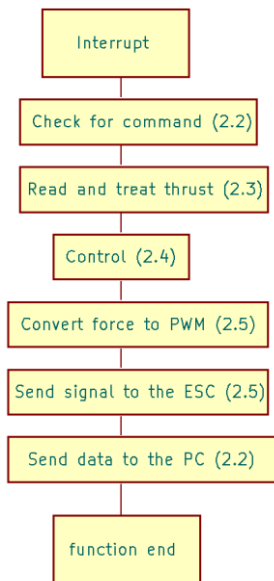 Interrupt
Check for command (2.2)
Read and treat thrust (2.3)
Control (2.4)
Convert force to PWM (2.5)
Send signal to the ESC (2.5)
Send data to the PC (2.2)
function end